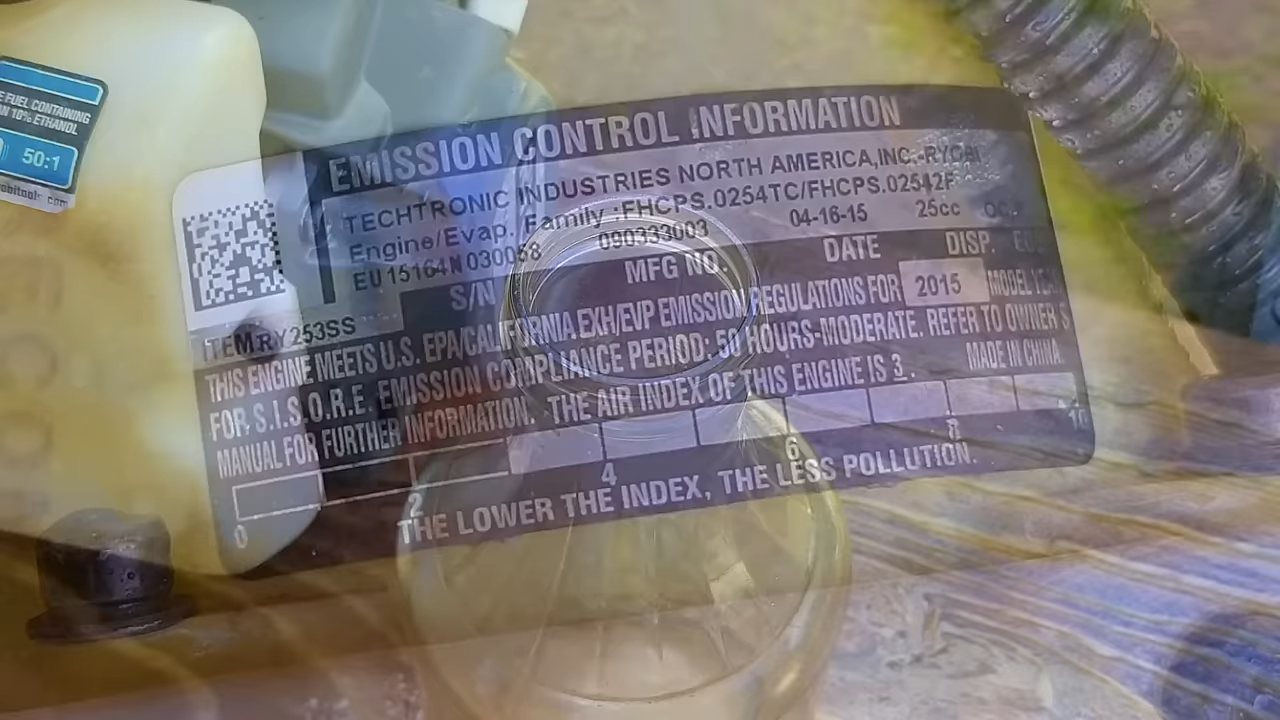 E FUEL CONTAINING
AN 10% ETHANOL
50:1
EMISSION CONTROL INFORMATION
TECHTRONIC INDUSTRIES NORTH AMERICA,INC.-RYOBI
Engine/Evap. Family :FHCPS.0254TC/FHCPS.02542F
EU15164N030068 090333003 04-16-15 25cc
S/N MFG NO. DATE DISP.
ITEM RY253SS
THIS ENGINE MEETS U.S. EPA/CALIFORNIA EXH/EVP EMISSION REGULATIONS FOR 2015 MODEL
FOR S.I.S.O.R.E. EMISSION COMPLIANCE PERIOD: 50 HOURS-MODERATE. REFER TO OWNER'S
MANUAL FOR FURTHER INFORMATION. THE AIR INDEX OF THIS ENGINE IS 3. MADE IN CHINA.
0 2 4 6 8 10
THE LOWER THE INDEX, THE LESS POLLUTION.